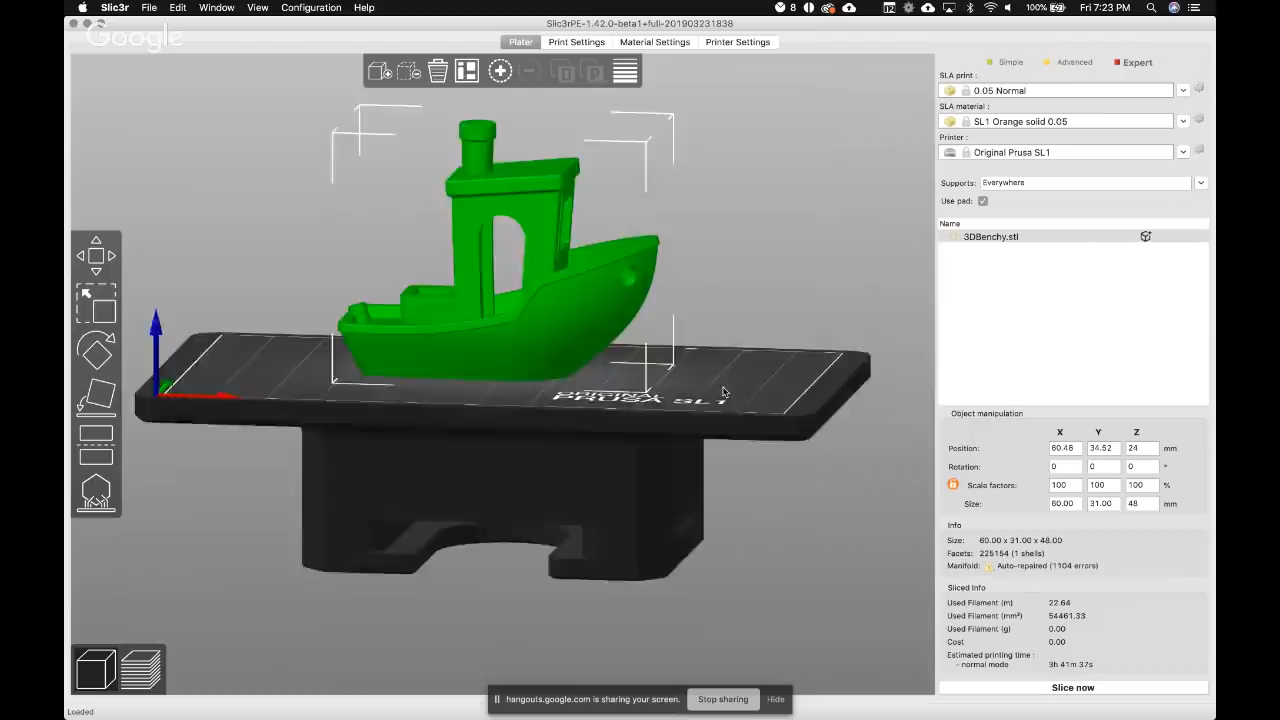 Slic3r File Edit Window View Configuration Help
8 100% Fri 7:23 PM
Slic3rPE-1.42.0-beta1+full-201903231838
Google
Plater Print Settings Material Settings Printer Settings
Simple Advanced Expert
SLA print :
0.05 Normal
SLA material :
SL1 Orange solid 0.05
Printer :
Original Prusa SL1
Supports: Everywhere
Use pad:
Name
3DBenchy.stl
ORIGINAL
PRUSA SL1
Object manipulation
X Y Z
Position: 60.48 34.52 24 mm
Rotation: 0 0 0 °
Scale factors: 100 100 100 %
Size: 60.00 31.00 48 mm
Info
Size: 60.00 x 31.00 x 48.00
Facets: 225154 (1 shells)
Manifold: Auto-repaired (1104 errors)
Sliced Info
Used Filament (m) 22.64
Used Filament (mm³) 54461.33
Used Filament (g) 0.00
Cost 0.00
Estimated printing time :
- normal mode 3h 41m 37s
Slice now
hangouts.google.com is sharing your screen. Stop sharing Hide
Loaded